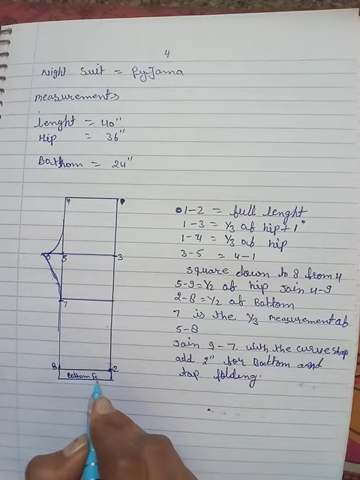 4
Night Suit = PyJama
measurements
Lenght = 40"
Hip = 36"
Battom = 24"
4
1
9
5
3
7
8
2
Bottom
1-2 = full lenght
1-3 = 1/3 of hip + 1"
1-4 = 1/3 of hip
3-5 = 4-1
square down to 8 from 4
5-9 = 1/2 of hip Join 4-9
2-8 = 1/2 of Bottom
7 is the 1/3 measurement of
5-8
Join 9-7. with the curve stap
add 2" for Bottom and
top folding.